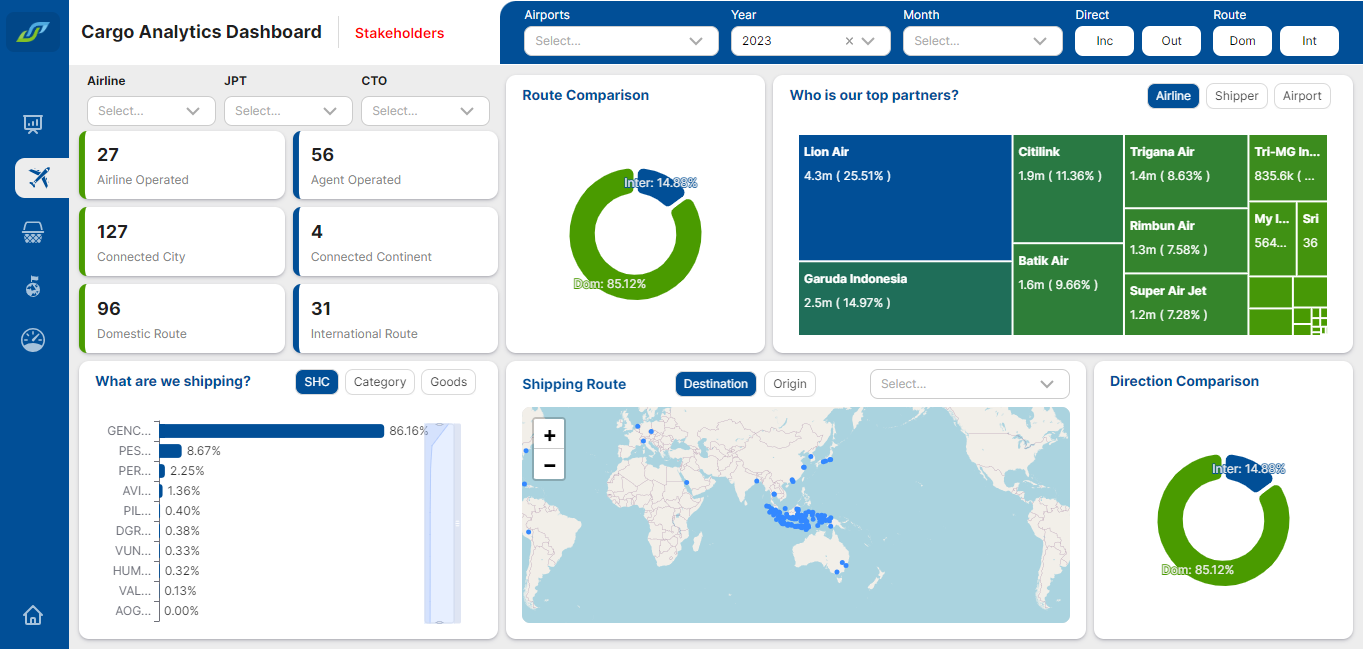 Cargo Analytics Dashboard
Stakeholders
Airports
Select...
Year
2023
Month
Select...
Direct
Inc
Out
Route
Dom
Int
Airline
Select...
JPT
Select...
CTO
Select...
27
Airline Operated
56
Agent Operated
127
Connected City
4
Connected Continent
96
Domestic Route
31
International Route
Route Comparison
Inter: 14.88%
Dom: 85.12%
Who is our top partners?
Airline
Shipper
Airport
Lion Air
4.3m ( 25.51% )
Garuda Indonesia
2.5m ( 14.97% )
Citilink
1.9m ( 11.36% )
Batik Air
1.6m ( 9.66% )
Trigana Air
1.4m ( 8.63% )
Rimbun Air
1.3m ( 7.58% )
Super Air Jet
1.2m ( 7.28% )
Tri-MG In...
835.6k ( ...
My I...
564...
Sri
36
What are we shipping?
SHC
Category
Goods
GENC... 86.16%
PES... 8.67%
PER... 2.25%
AVI... 1.36%
PIL... 0.40%
DGR... 0.38%
VUN... 0.33%
HUM... 0.32%
VAL... 0.13%
AOG... 0.00%
Shipping Route
Destination
Origin
Select...
+
−
Direction Comparison
Inter: 14.88%
Dom: 85.12%